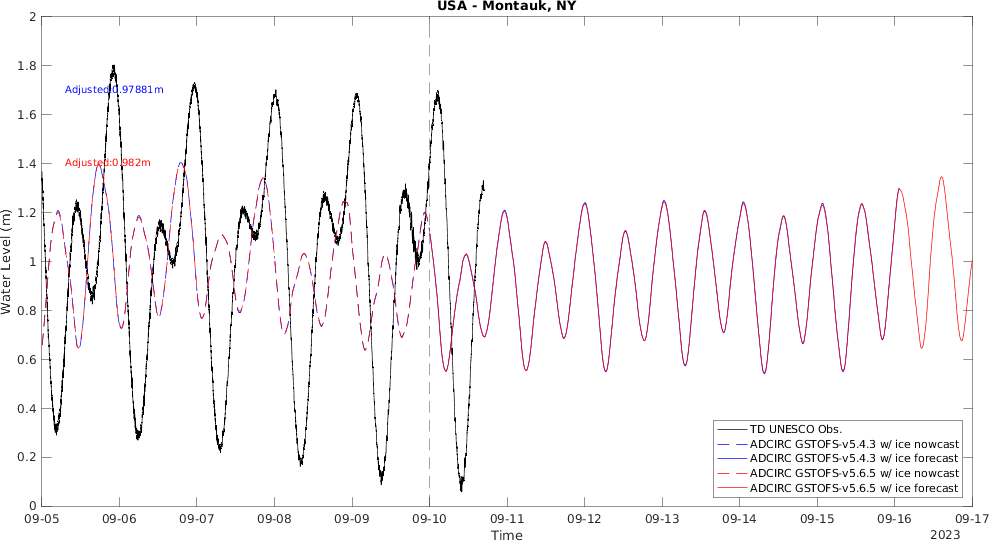 USA - Montauk, NY
2
1.8
1.6
1.4
1.2
1
0.8
0.6
0.4
0.2
0
Water Level (m)
Adjusted:0.97881m
Adjusted:0.982m
TD UNESCO Obs.
ADCIRC GSTOFS-v5.4.3 w/ ice nowcast
ADCIRC GSTOFS-v5.4.3 w/ ice forecast
ADCIRC GSTOFS-v5.6.5 w/ ice nowcast
ADCIRC GSTOFS-v5.6.5 w/ ice forecast
09-05 09-06 09-07 09-08 09-09 09-10 09-11 09-12 09-13 09-14 09-15 09-16 09-17
Time
2023